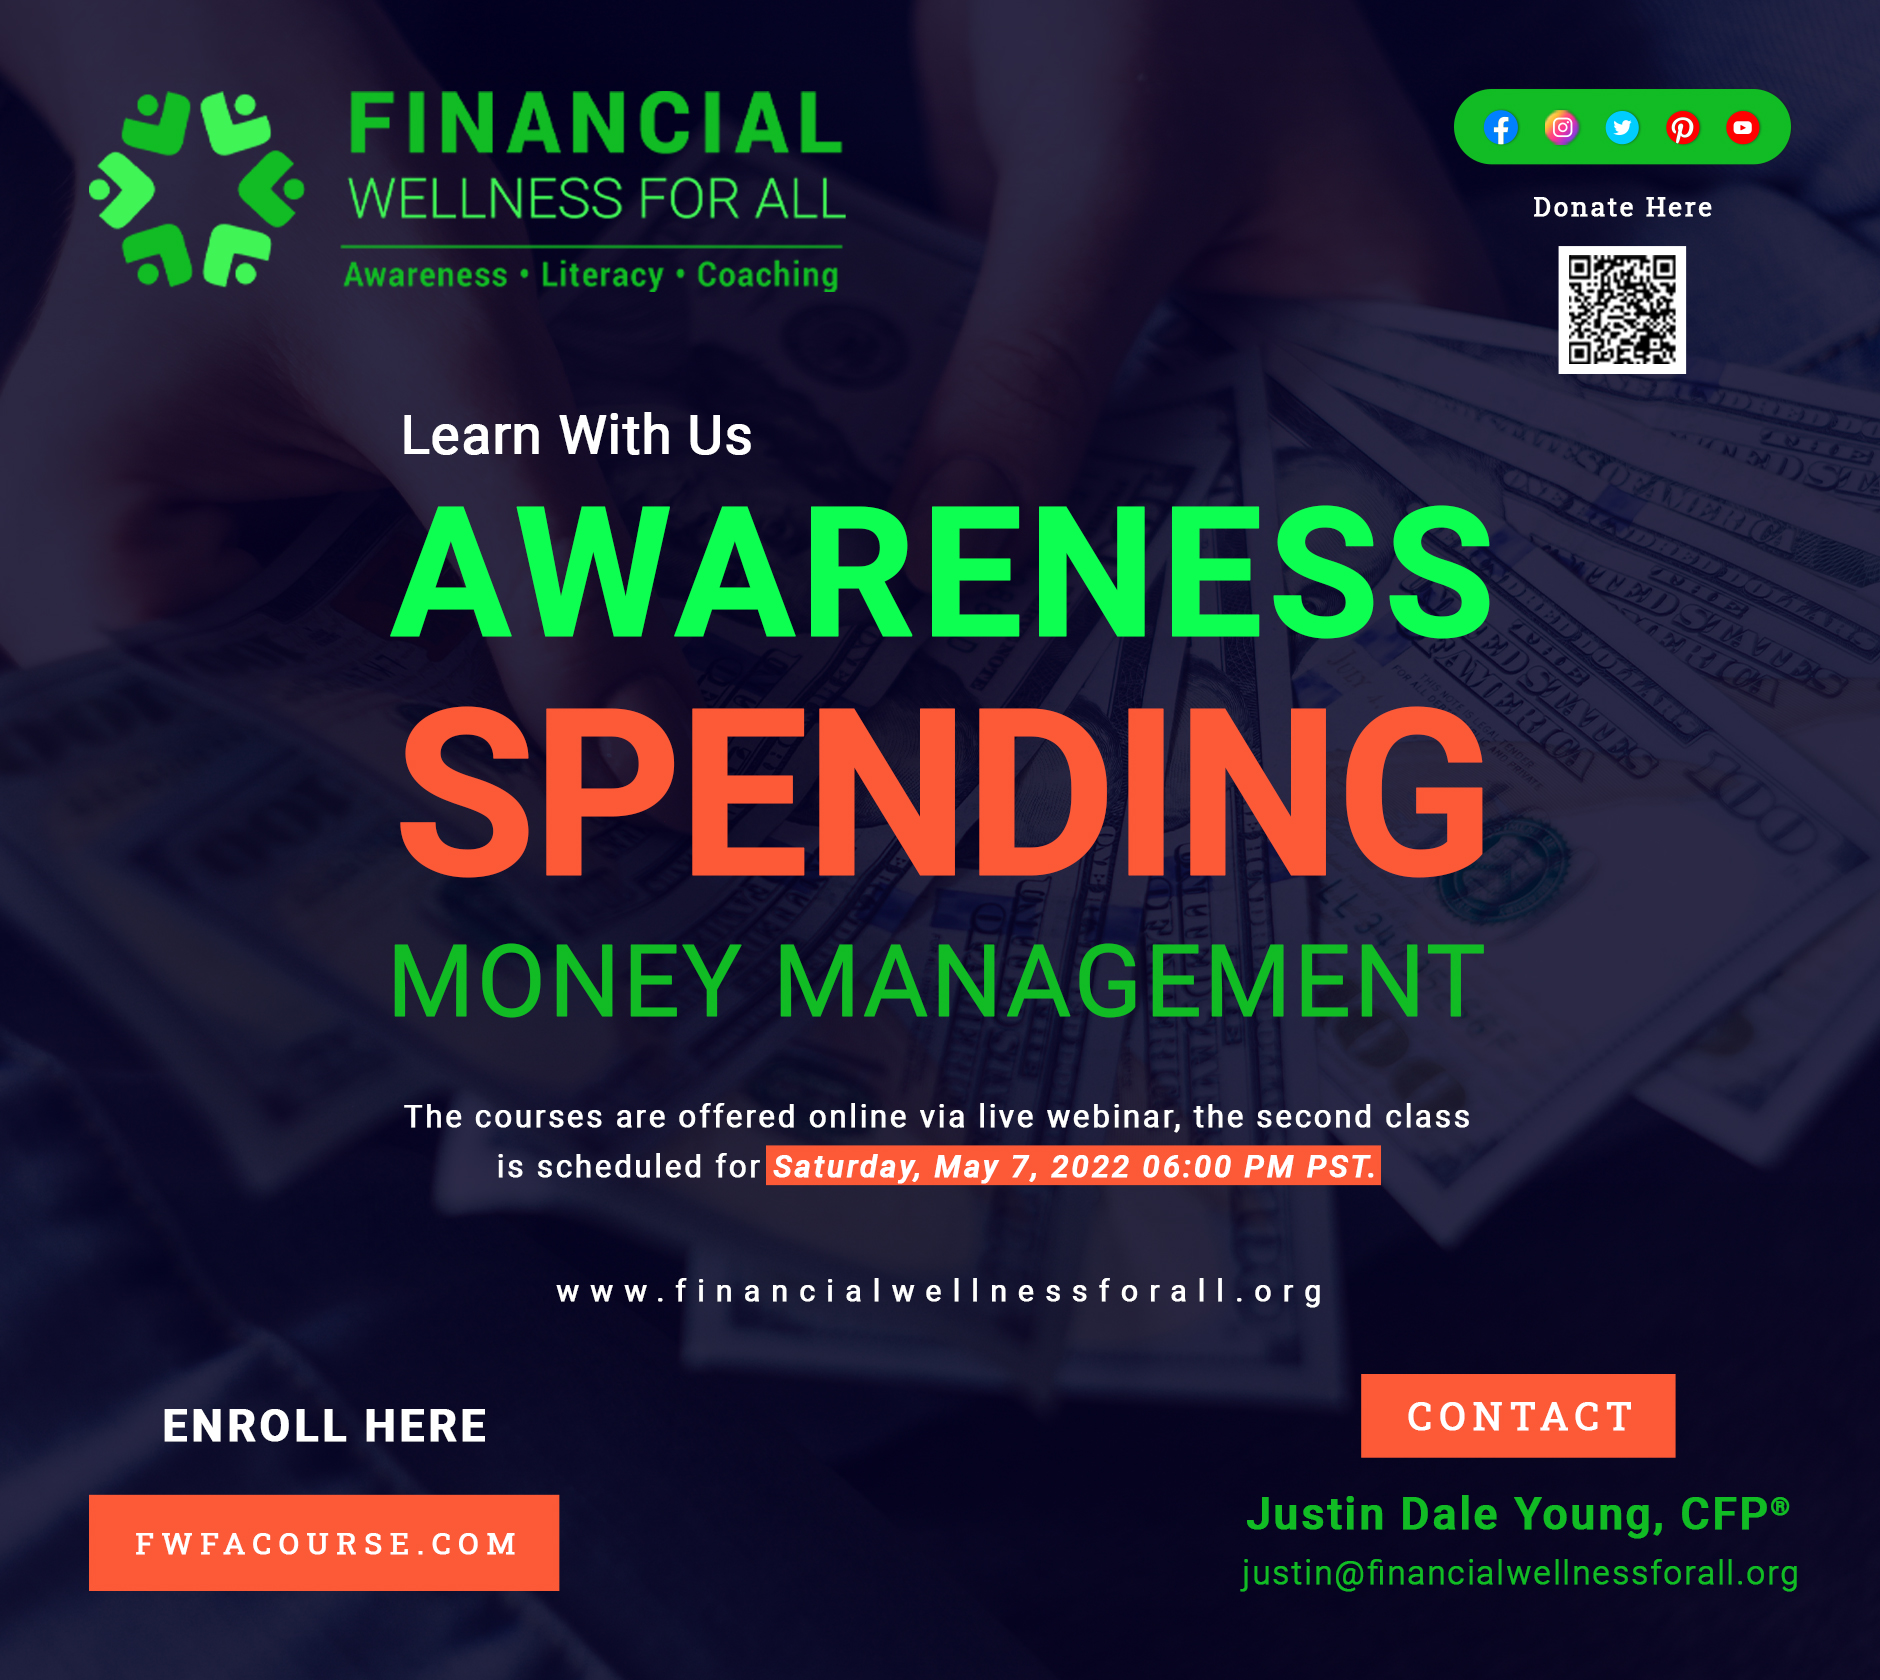 FINANCIAL
WELLNESS FOR ALL
Awareness • Literacy • Coaching
Donate Here
Learn With Us
AWARENESS
SPENDING
MONEY MANAGEMENT
The courses are offered online via live webinar, the second class
is scheduled for Saturday, May 7, 2022 06:00 PM PST.
www.financialwellnessforall.org
ENROLL HERE
FWFACOURSE.COM
CONTACT
Justin Dale Young, CFP®
justin@financialwellnessforall.org